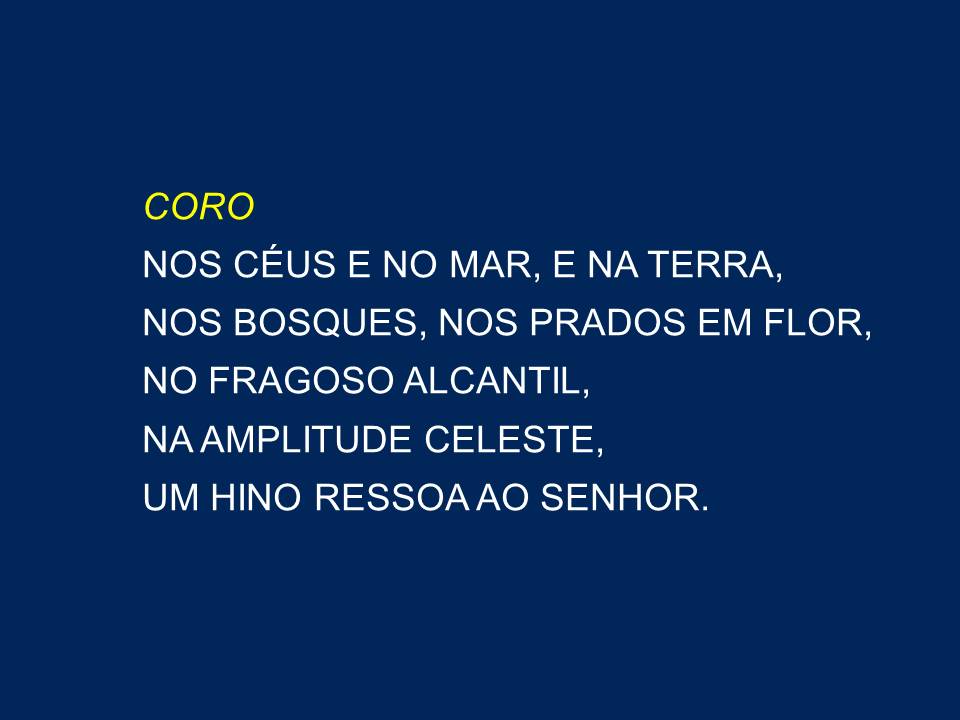 CORO
NOS CÉUS E NO MAR, E NA TERRA,
NOS BOSQUES, NOS PRADOS EM FLOR,
NO FRAGOSO ALCANTIL,
NA AMPLITUDE CELESTE,
UM HINO RESSOA AO SENHOR.